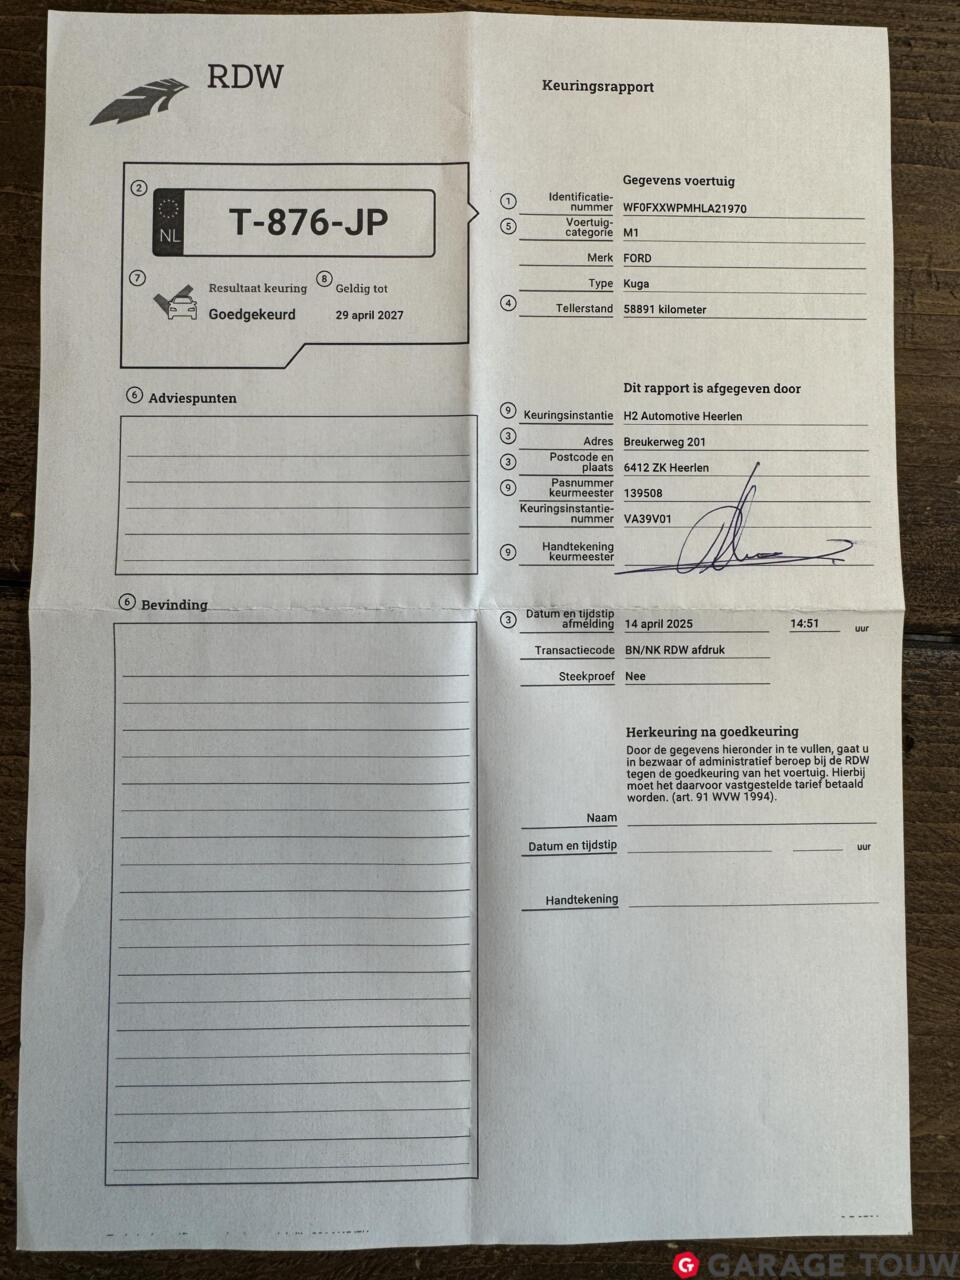 RDW
Keuringsrapport
2
NL
T-876-JP
7
Resultaat keuring
Goedgekeurd
8
Geldig tot
29 april 2027
6 Adviespunten
6 Bevinding
Gegevens voertuig
1 Identificatie-
nummer WF0FXXWPMHLA21970
5 Voertuig-
categorie M1
Merk FORD
Type Kuga
4 Tellerstand 58891 kilometer
Dit rapport is afgegeven door
9 Keuringsinstantie H2 Automotive Heerlen
3 Adres Breukerweg 201
3 Postcode en
plaats 6412 ZK Heerlen
9 Pasnummer
keurmeester 139508
Keuringsinstantie-
nummer VA39V01
9 Handtekening
keurmeester
3 Datum en tijdstip
afmelding 14 april 2025 14:51 uur
Transactiecode BN/NK RDW afdruk
Steekproef Nee
Herkeuring na goedkeuring
Door de gegevens hieronder in te vullen, gaat u
in bezwaar of administratief beroep bij de RDW
tegen de goedkeuring van het voertuig. Hierbij
moet het daarvoor vastgestelde tarief betaald
worden. (art. 91 WVW 1994).
Naam
Datum en tijdstip uur
Handtekening
G GARAGE TOUW